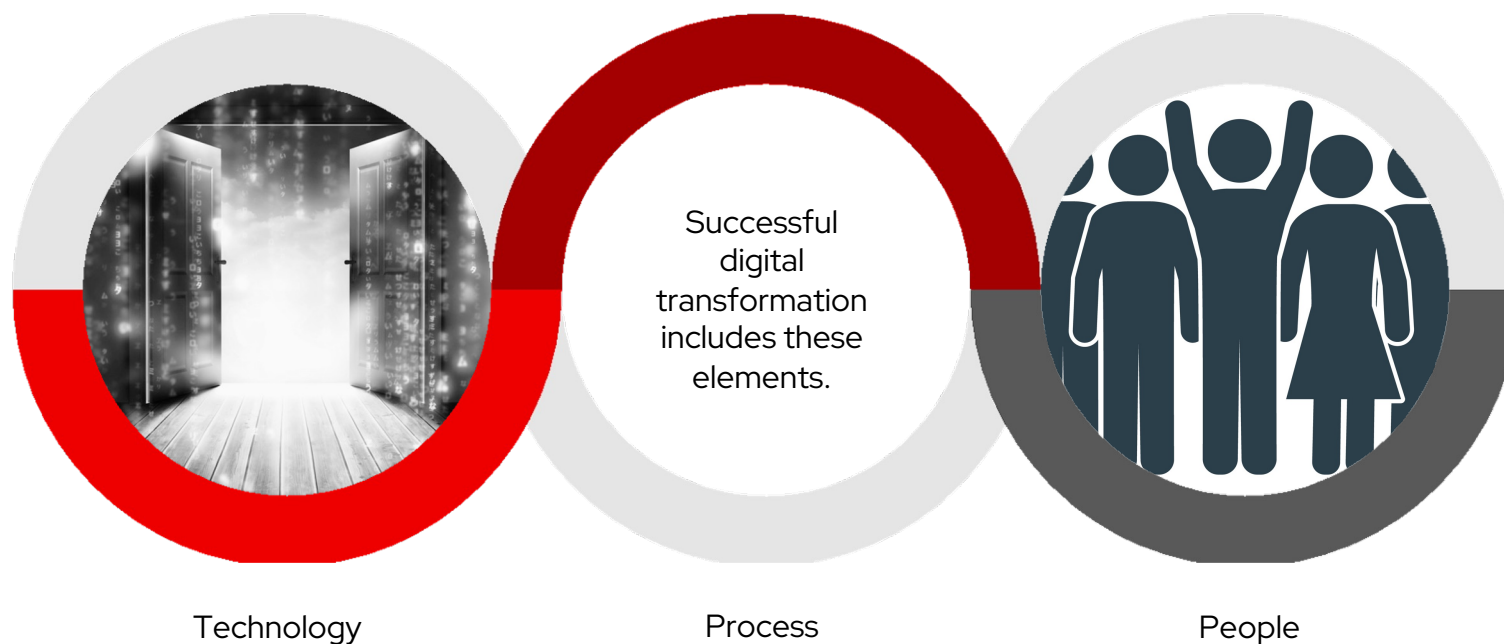 Successful
digital
transformation
includes these
elements.
Technology
Process
People